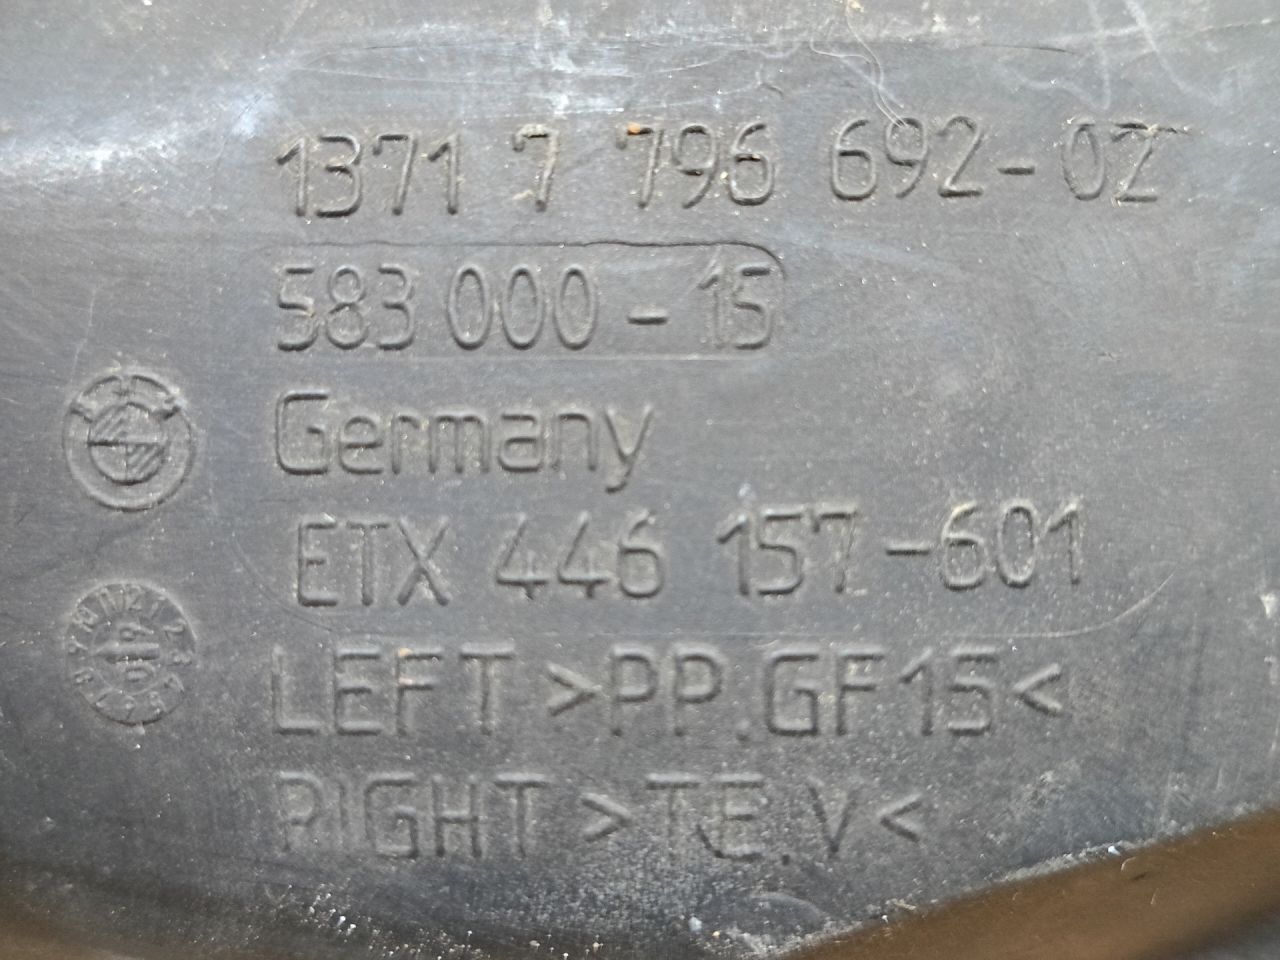 1371 7 796 692-02
583 000 - 15
Germany
ETX 446 157-601
LEFT >PP.GF15<
RIGHT >TE.V<